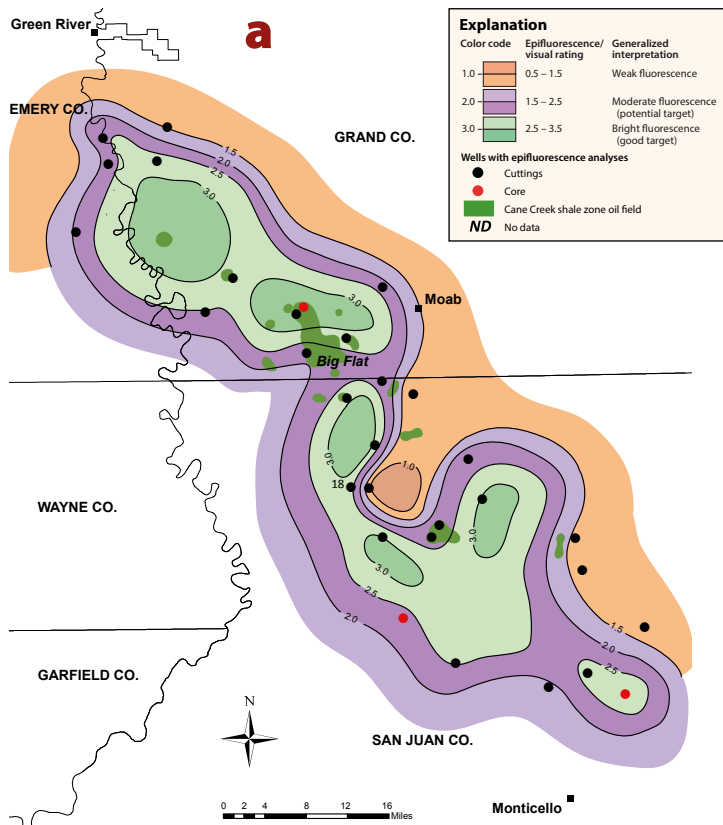 a
Green River
EMERY CO.
GRAND CO.
Explanation
Color code
Epifluorescence/
visual rating
Generalized
interpretation
1.0
0.5 – 1.5
Weak fluorescence
2.0
1.5 – 2.5
Moderate fluorescence
(potential target)
3.0
2.5 – 3.5
Bright fluorescence
(good target)
Wells with epifluorescence analyses
Cuttings
Core
Cane Creek shale zone oil field
ND No data
1.5
2.0
2.5
3.0
3.0
Moab
Big Flat
3.0
1.0
18
WAYNE CO.
3.0
3.0
2.5
2.0
1.5
2.0
2.5
GARFIELD CO.
N
SAN JUAN CO.
0 2 4 8 12 16
Miles
Monticello